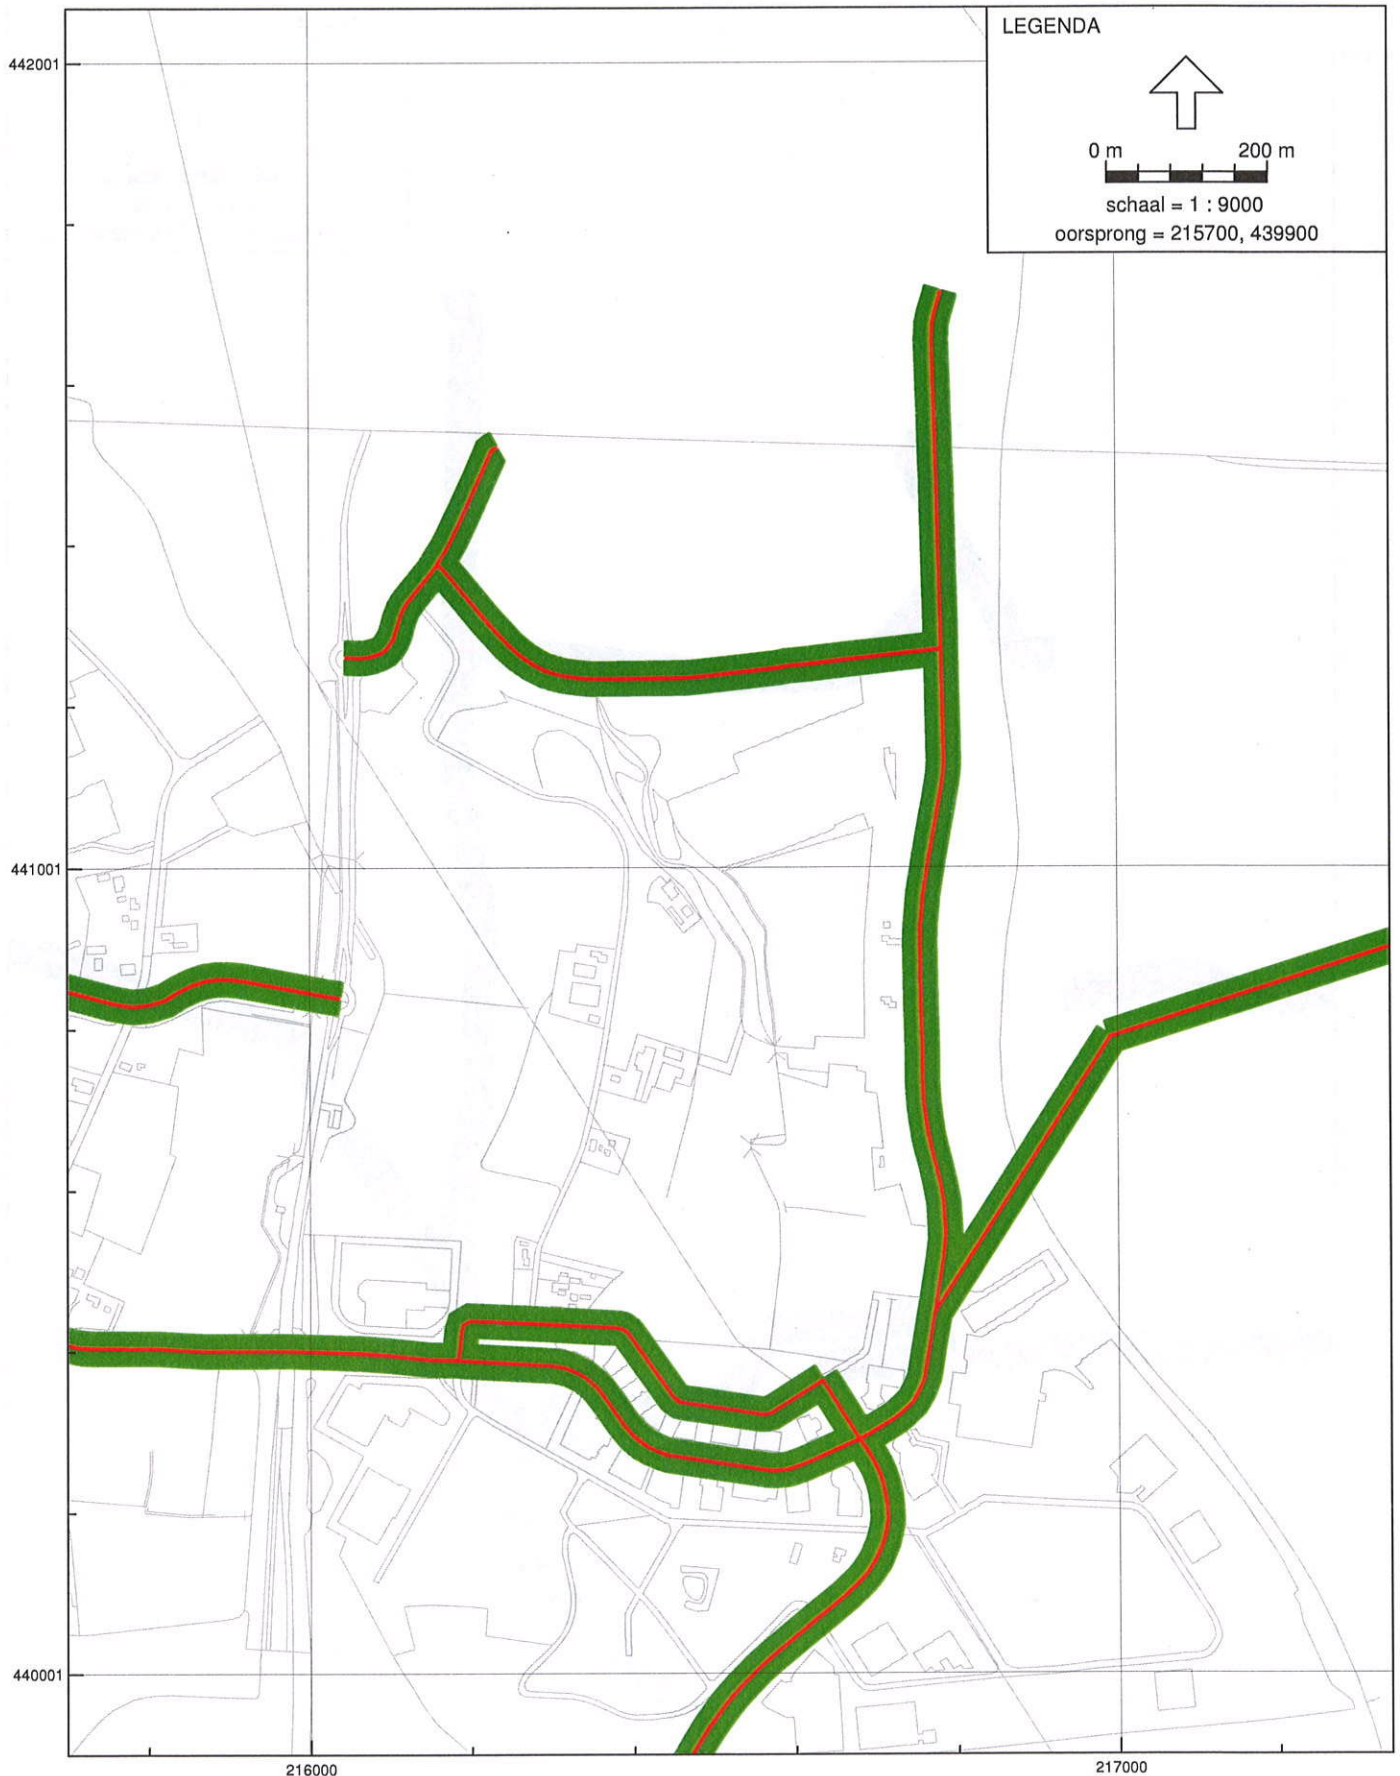 LEGENDA
442001
0 m 200 m
schaal = 1 : 9000
oorsprong = 215700, 439900
441001
440001
216000 217000